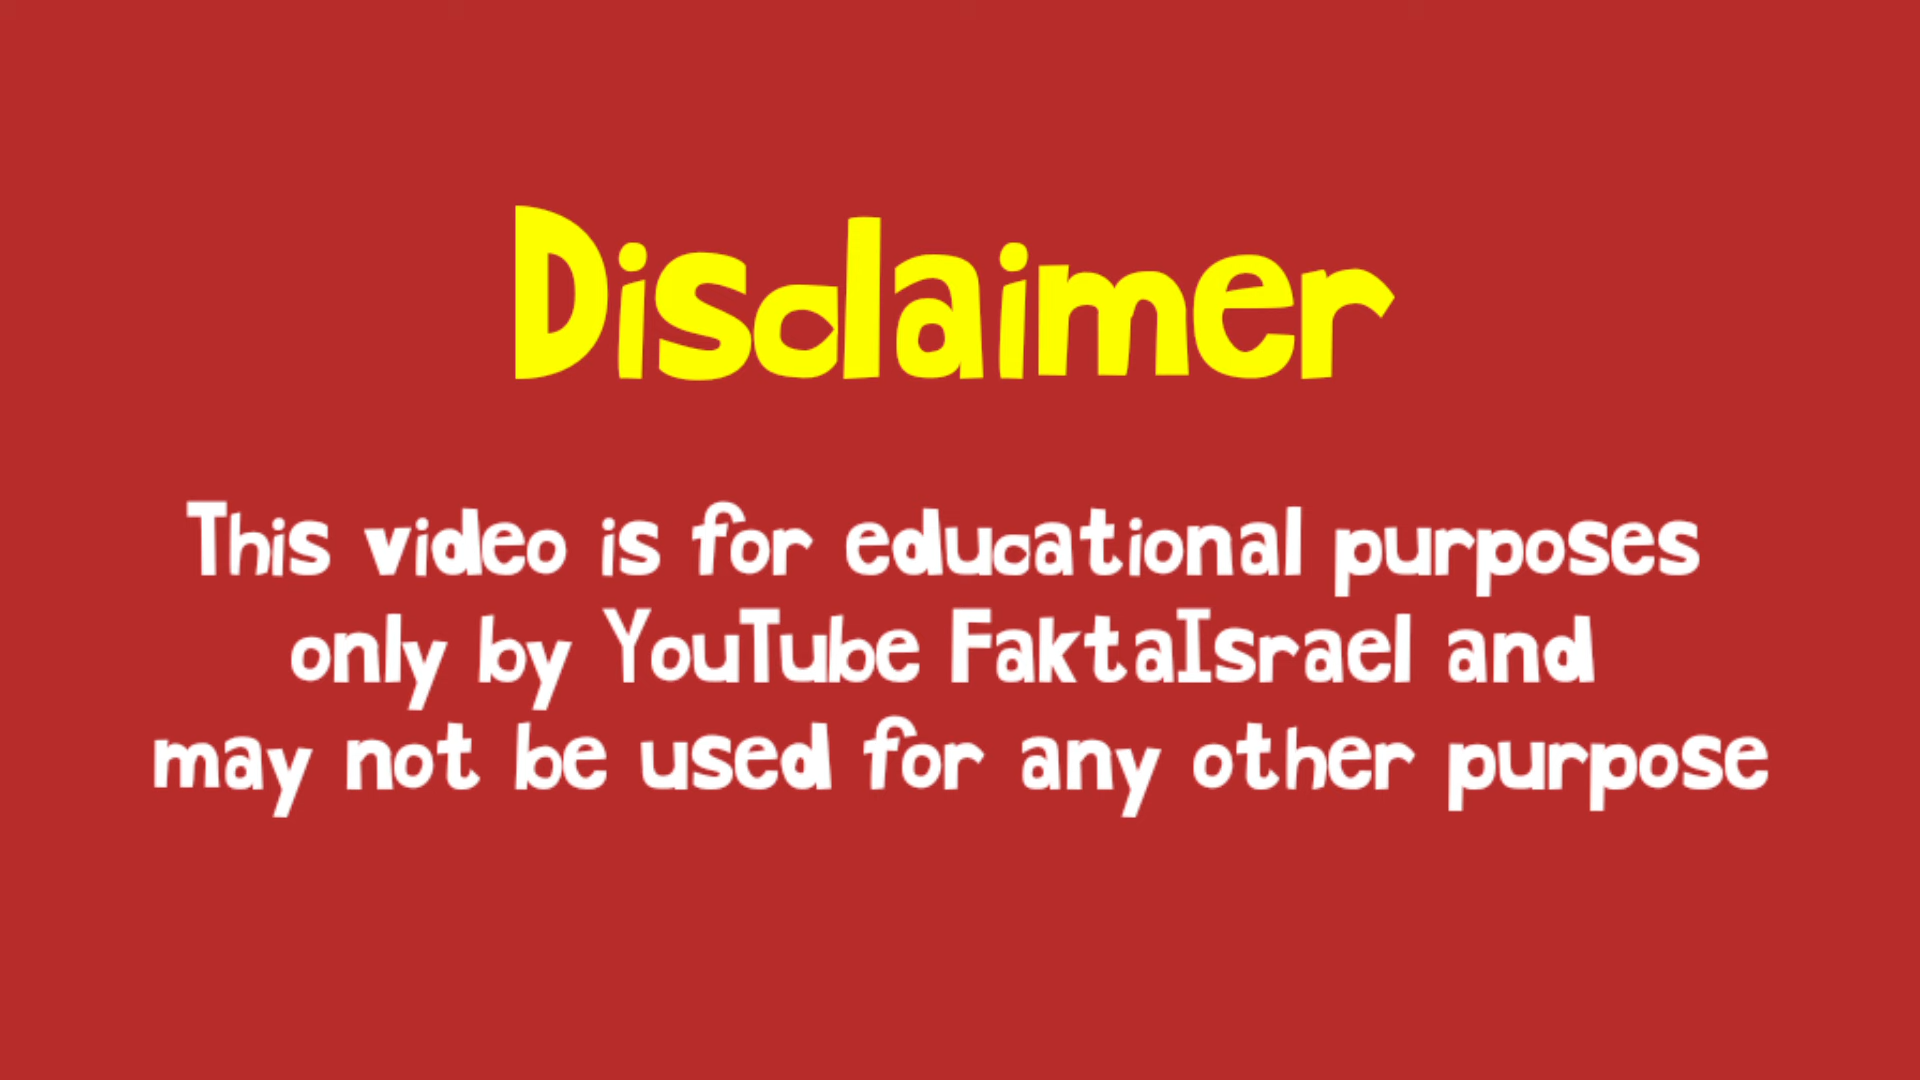 Disclaimer
This video is for educational purposes
only by YouTube FaktaIsrael and
may not be used for any other purpose